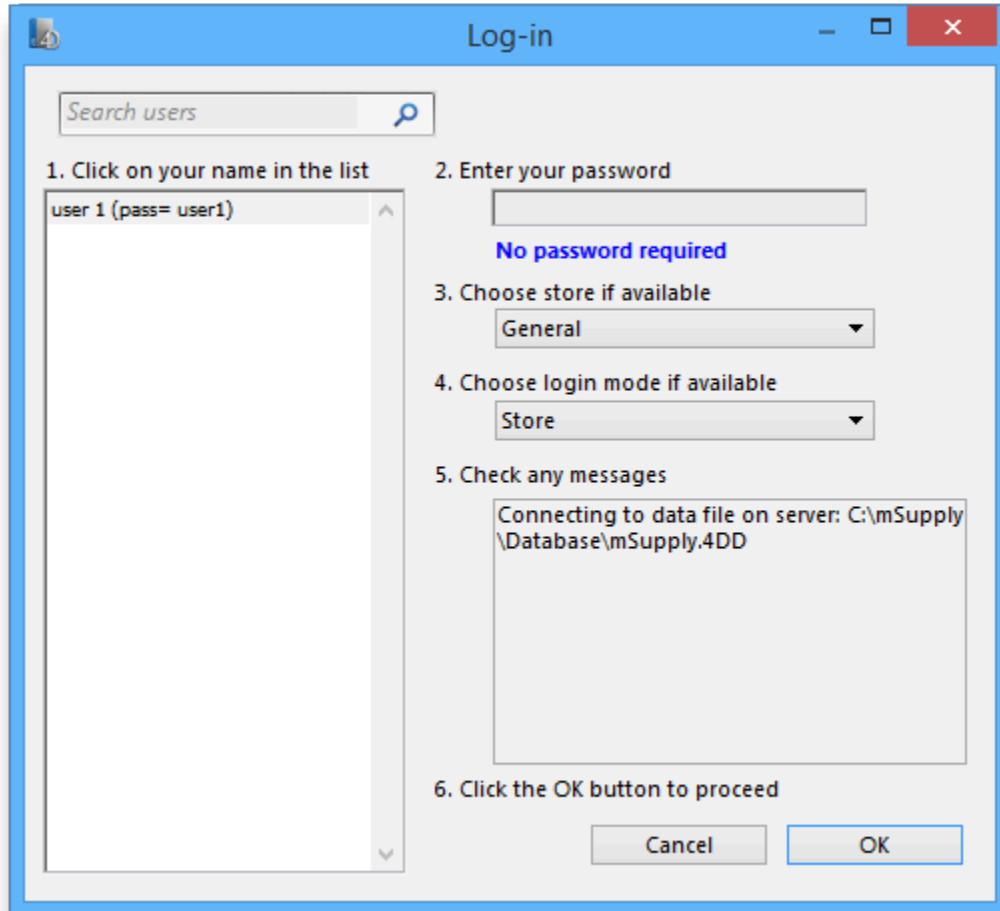 Log-in
Search users
1. Click on your name in the list
user 1 (pass= user1)
2. Enter your password
No password required
3. Choose store if available
General
4. Choose login mode if available
Store
5. Check any messages
Connecting to data file on server: C:\mSupply
\Database\mSupply.4DD
6. Click the OK button to proceed
Cancel
OK